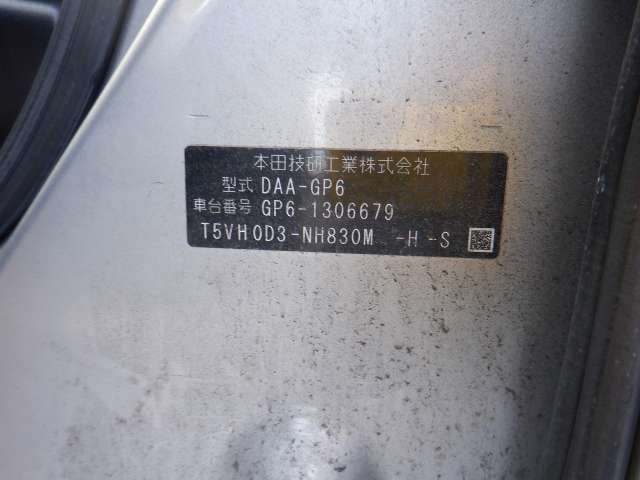 本田技研工業株式会社
型式 DAA-GP6
車台番号 GP6-1306679
T5VH0D3-NH830M -H -S